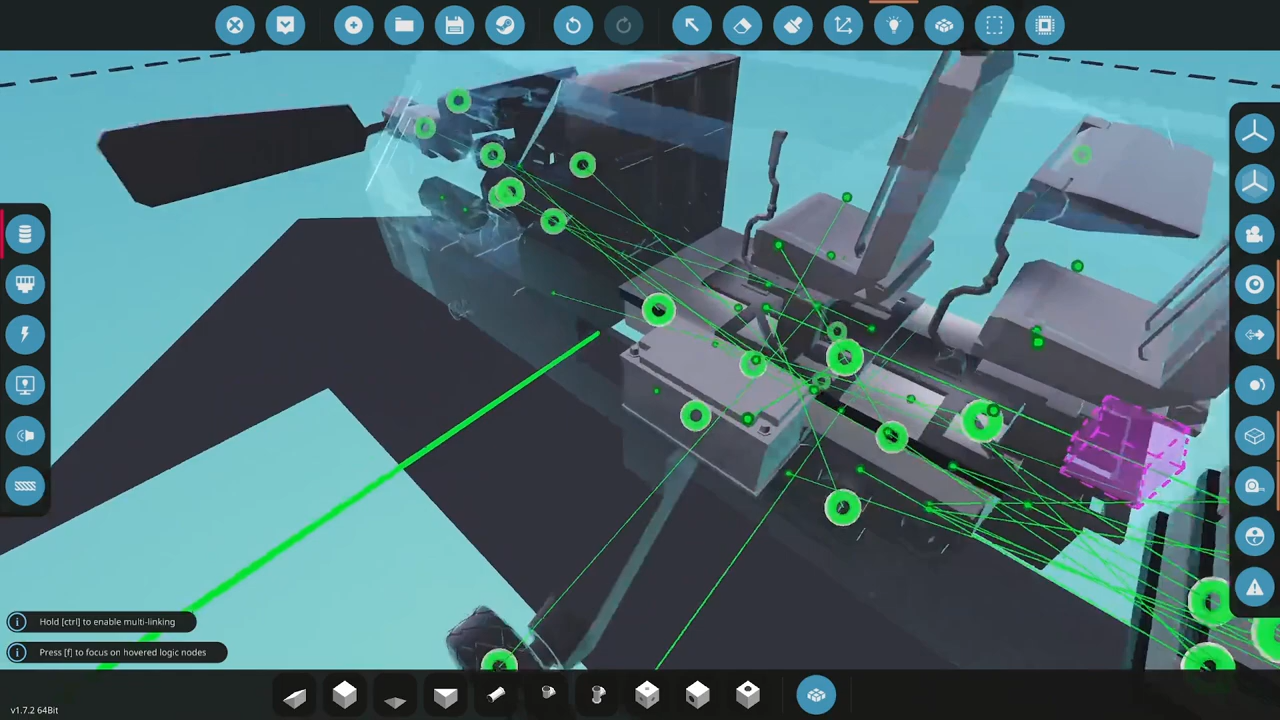 Hold [ctrl] to enable multi-linking
Press [f] to focus on hovered logic nodes
v1.7.2 64Bit